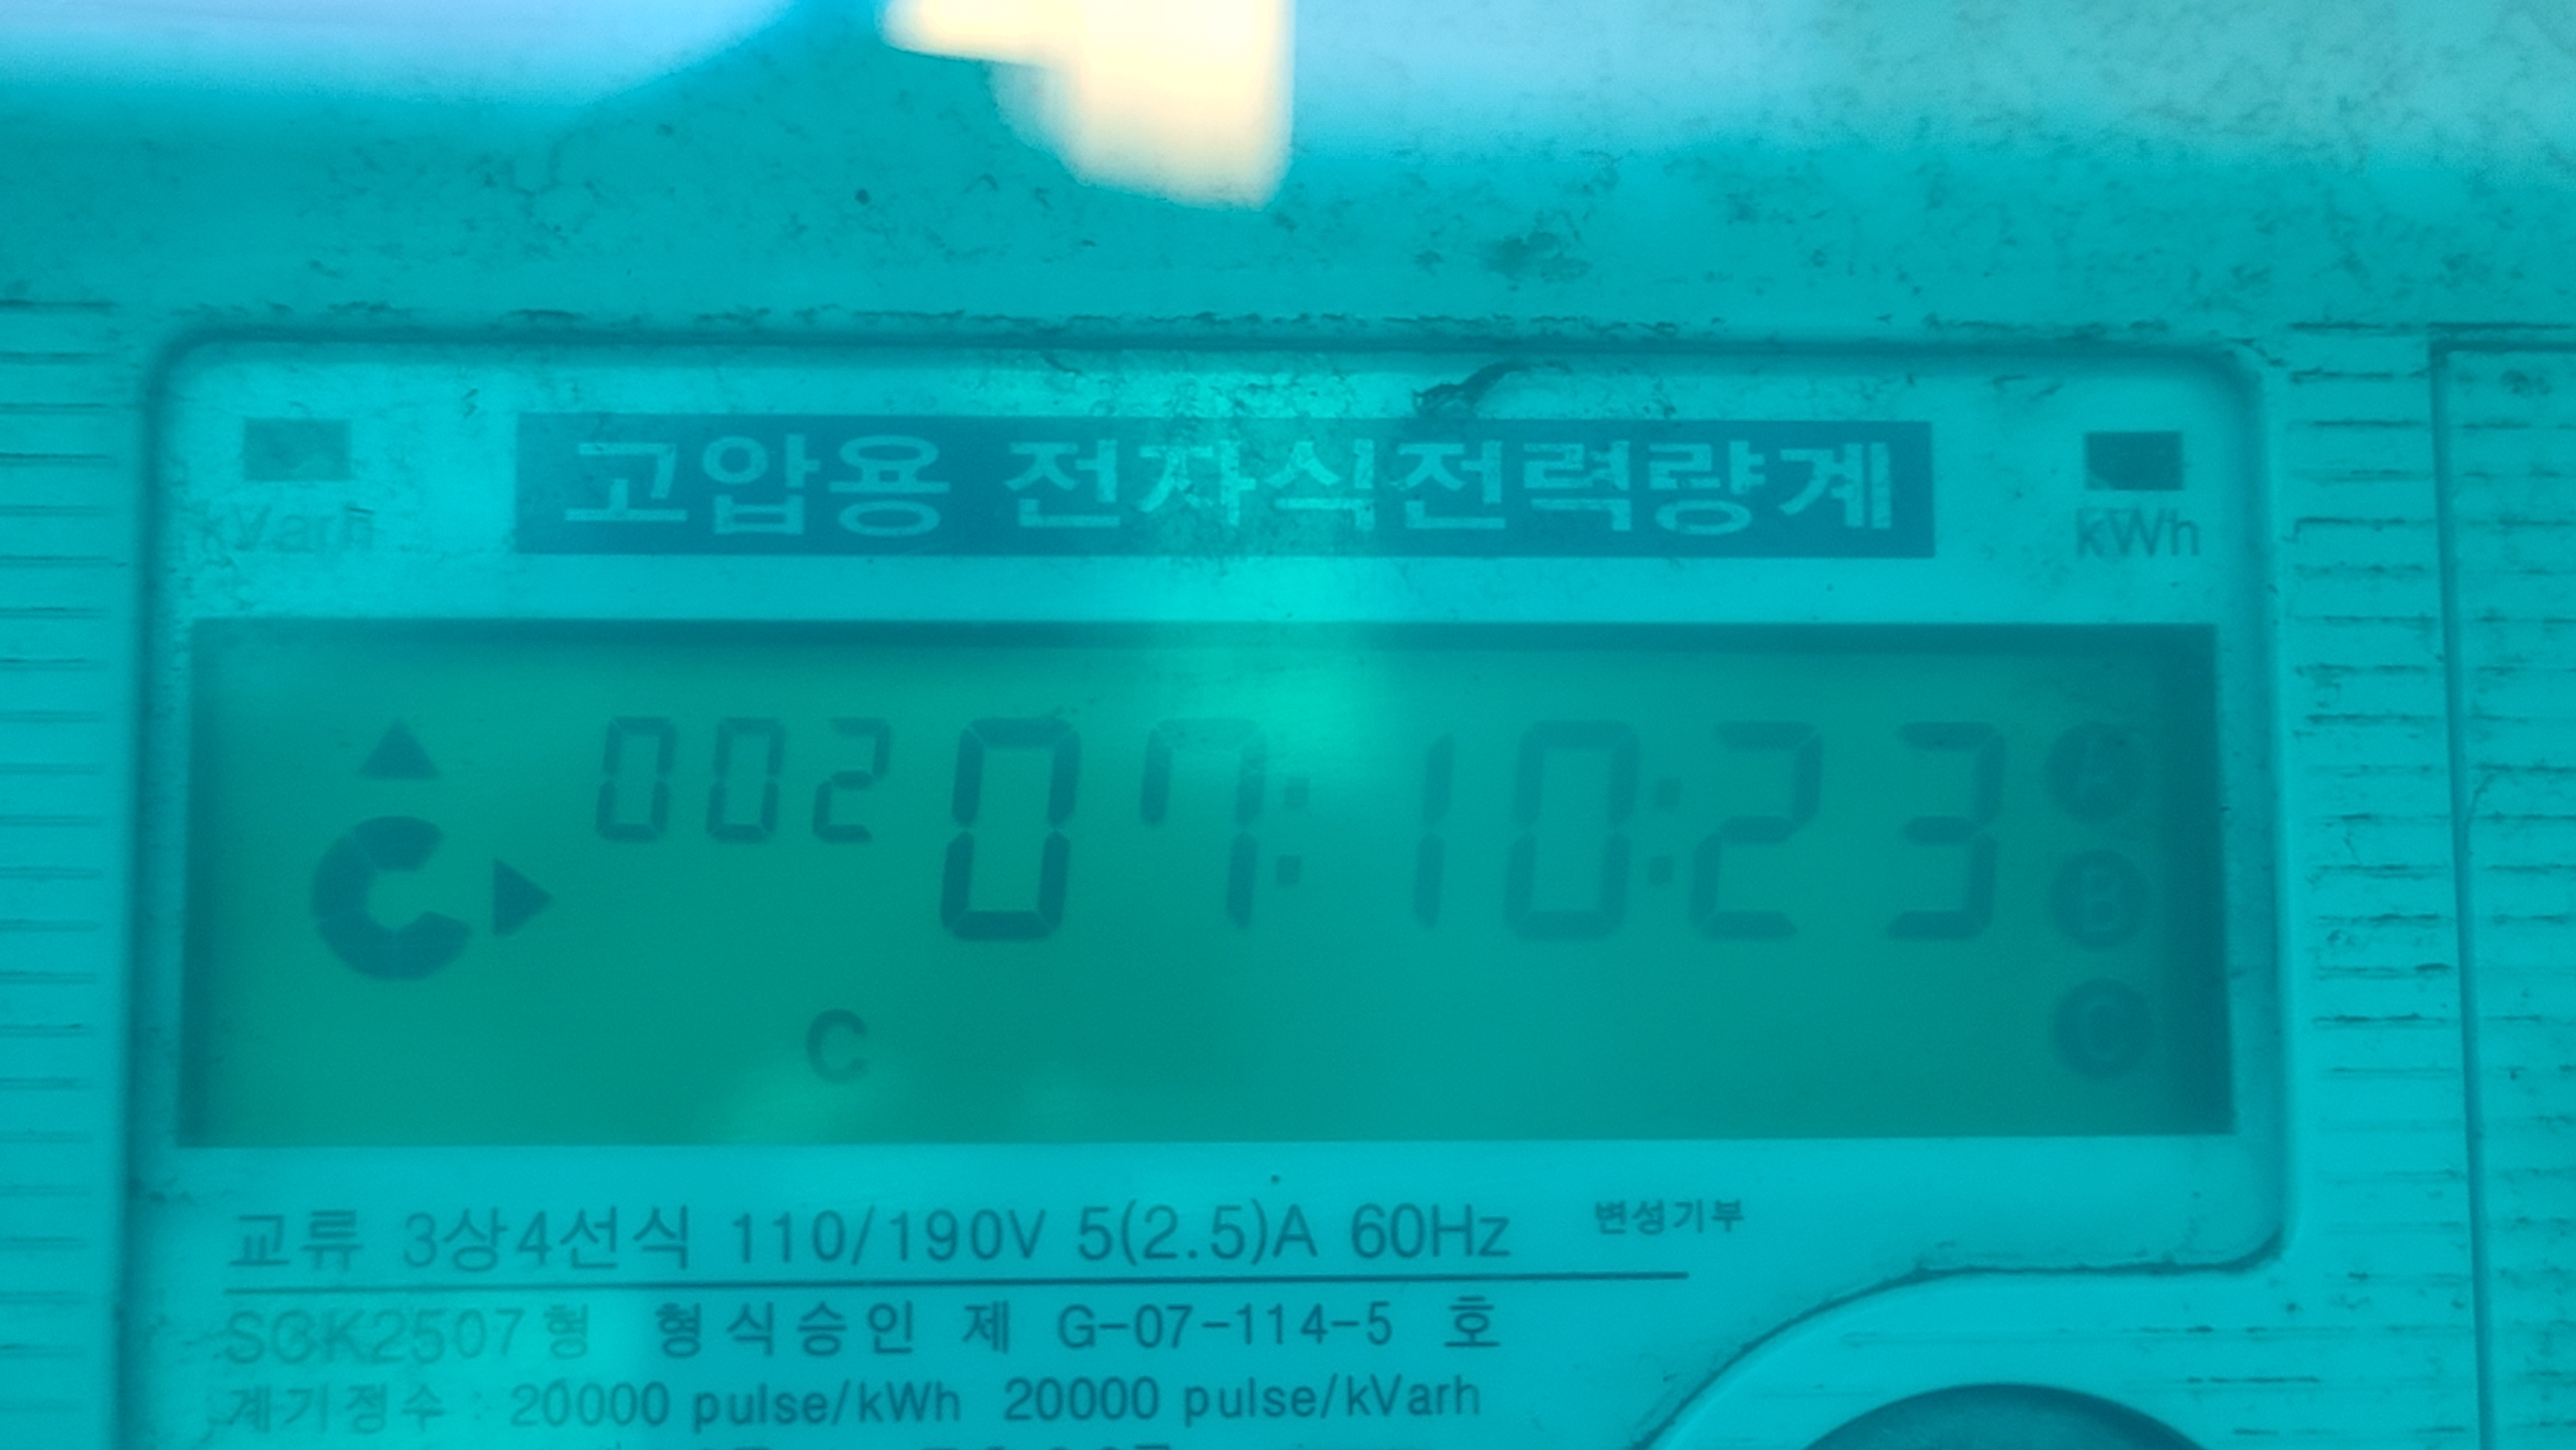 고압용 전자식전력량계
kVarh
kWh
002 07:10:23
A
B
C
C
C
교류 3상4선식 110/190V 5(2.5)A 60Hz 변성기부
SGK2507형 형식승인 제 G-07-114-5 호
계기정수 : 20000 pulse/kWh 20000 pulse/kVarh